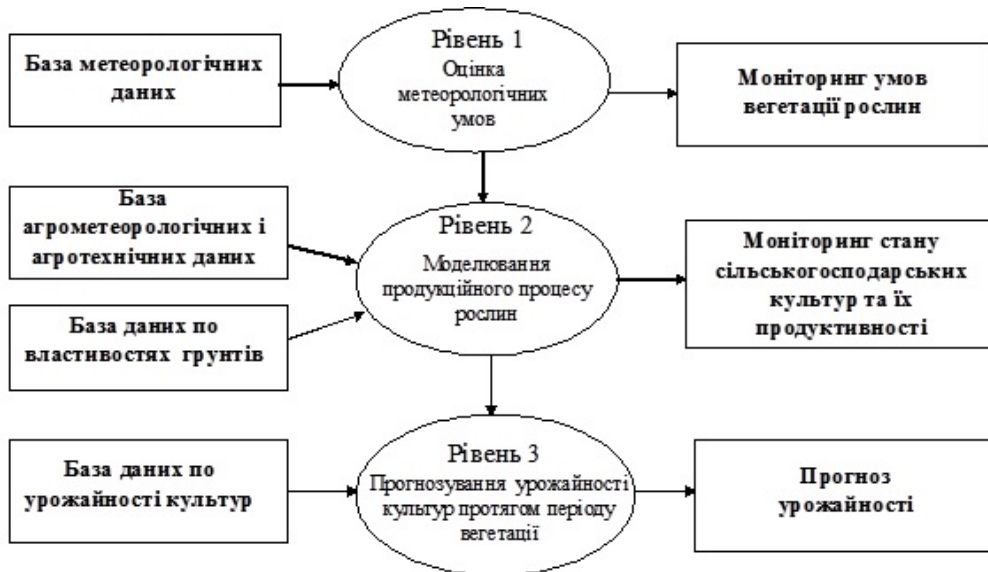 База метеорологічних
даних
Рівень 1
Оцінка
метеорологічних
умов
Моніторинг умов
вегетації рослин
База
агрометеорологічних і
агротехнічних даних
База даних по
властивостях грунтів
Рівень 2
Моделювання
продукційного процесу
рослин
Моніторинг стану
сільськогосподарських
культур та їх
продуктивності
База даних по
урожайності культур
Рівень 3
Прогнозування урожайності
культур протягом періоду
вегетації
Прогноз
урожайності